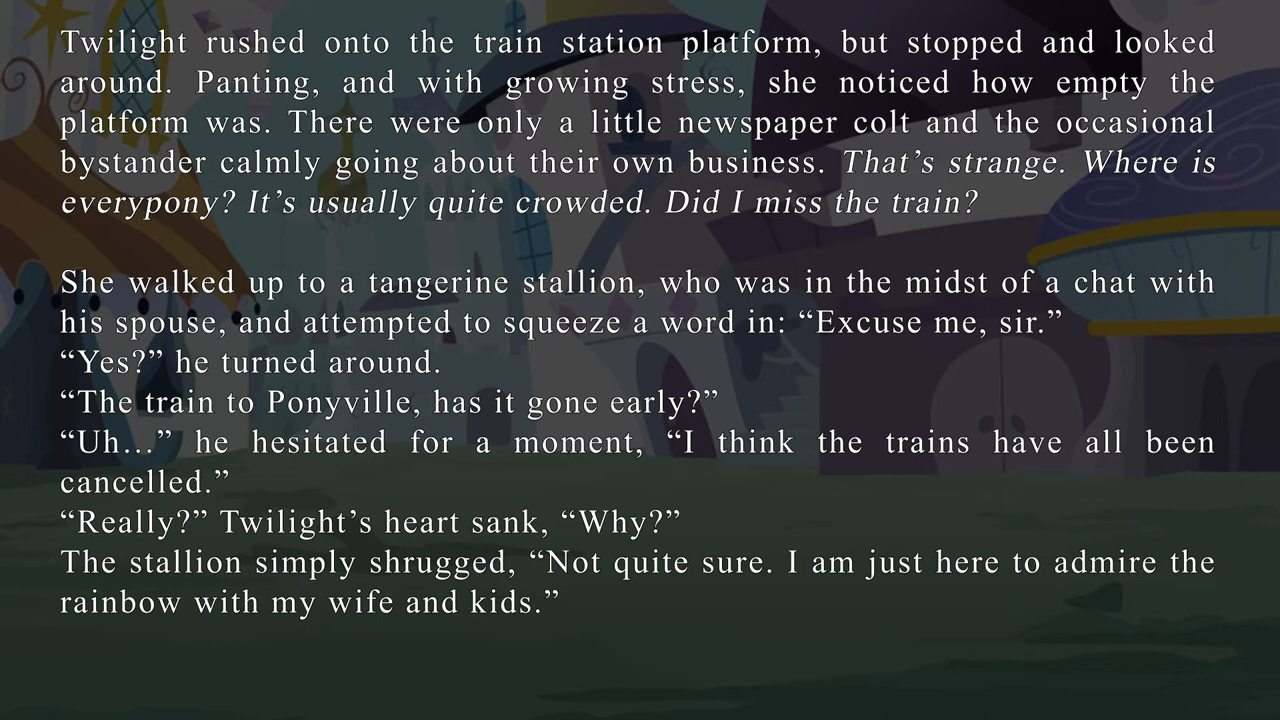 Twilight rushed onto the train station platform, but stopped and looked
around. Panting, and with growing stress, she noticed how empty the
platform was. There were only a little newspaper colt and the occasional
bystander calmly going about their own business. That’s strange. Where is
everypony? It’s usually quite crowded. Did I miss the train?
She walked up to a tangerine stallion, who was in the midst of a chat with
his spouse, and attempted to squeeze a word in: “Excuse me, sir.”
“Yes?” he turned around.
“The train to Ponyville, has it gone early?”
“Uh…” he hesitated for a moment, “I think the trains have all been
cancelled.”
“Really?” Twilight’s heart sank, “Why?”
The stallion simply shrugged, “Not quite sure. I am just here to admire the
rainbow with my wife and kids.”